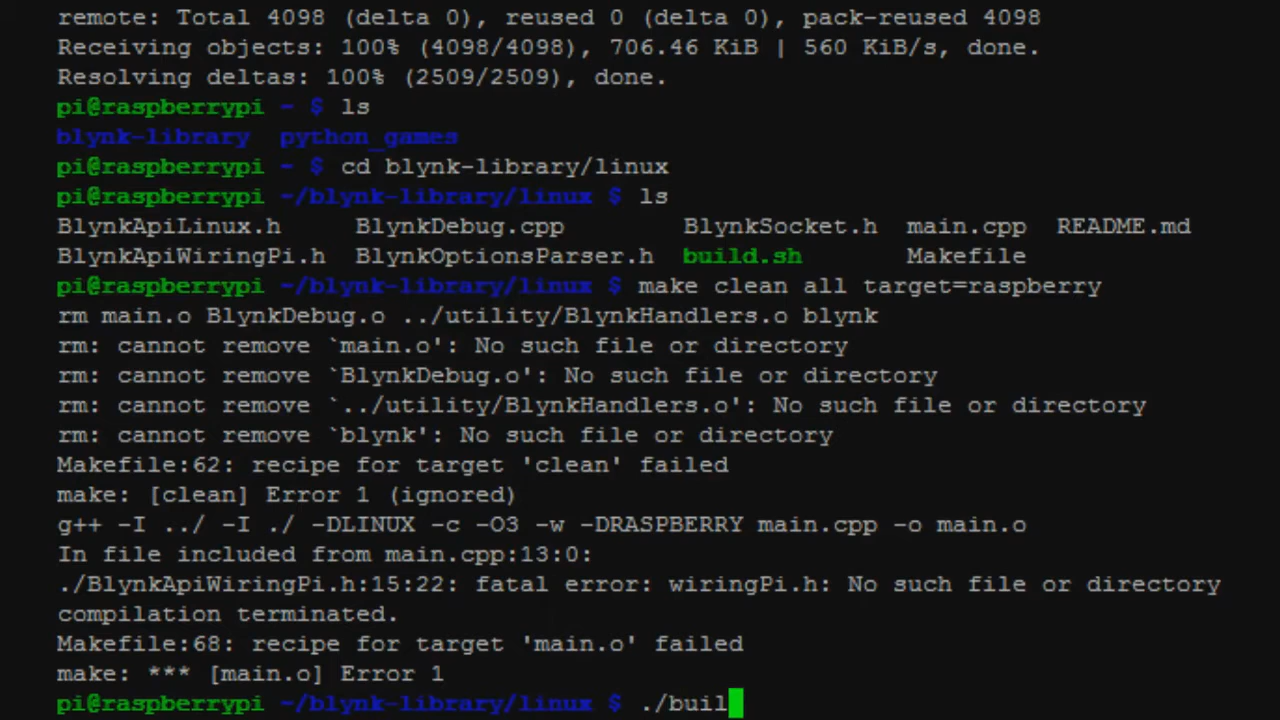 remote: Total 4098 (delta 0), reused 0 (delta 0), pack-reused 4098
Receiving objects: 100% (4098/4098), 706.46 KiB | 560 KiB/s, done.
Resolving deltas: 100% (2509/2509), done.
pi@raspberrypi ~ $ ls
blynk-library  python_games
pi@raspberrypi ~ $ cd blynk-library/linux
pi@raspberrypi ~/blynk-library/linux $ ls
BlynkApiLinux.h     BlynkDebug.cpp        BlynkSocket.h  main.cpp  README.md
BlynkApiWiringPi.h  BlynkOptionsParser.h  build.sh       Makefile
pi@raspberrypi ~/blynk-library/linux $ make clean all target=raspberry
rm main.o BlynkDebug.o ../utility/BlynkHandlers.o blynk
rm: cannot remove `main.o': No such file or directory
rm: cannot remove `BlynkDebug.o': No such file or directory
rm: cannot remove `../utility/BlynkHandlers.o': No such file or directory
rm: cannot remove `blynk': No such file or directory
Makefile:62: recipe for target 'clean' failed
make: [clean] Error 1 (ignored)
g++ -I ../ -I ./ -DLINUX -c -O3 -w -DRASPBERRY main.cpp -o main.o
In file included from main.cpp:13:0:
./BlynkApiWiringPi.h:15:22: fatal error: wiringPi.h: No such file or directory
compilation terminated.
Makefile:68: recipe for target 'main.o' failed
make: *** [main.o] Error 1
pi@raspberrypi ~/blynk-library/linux $ ./buil